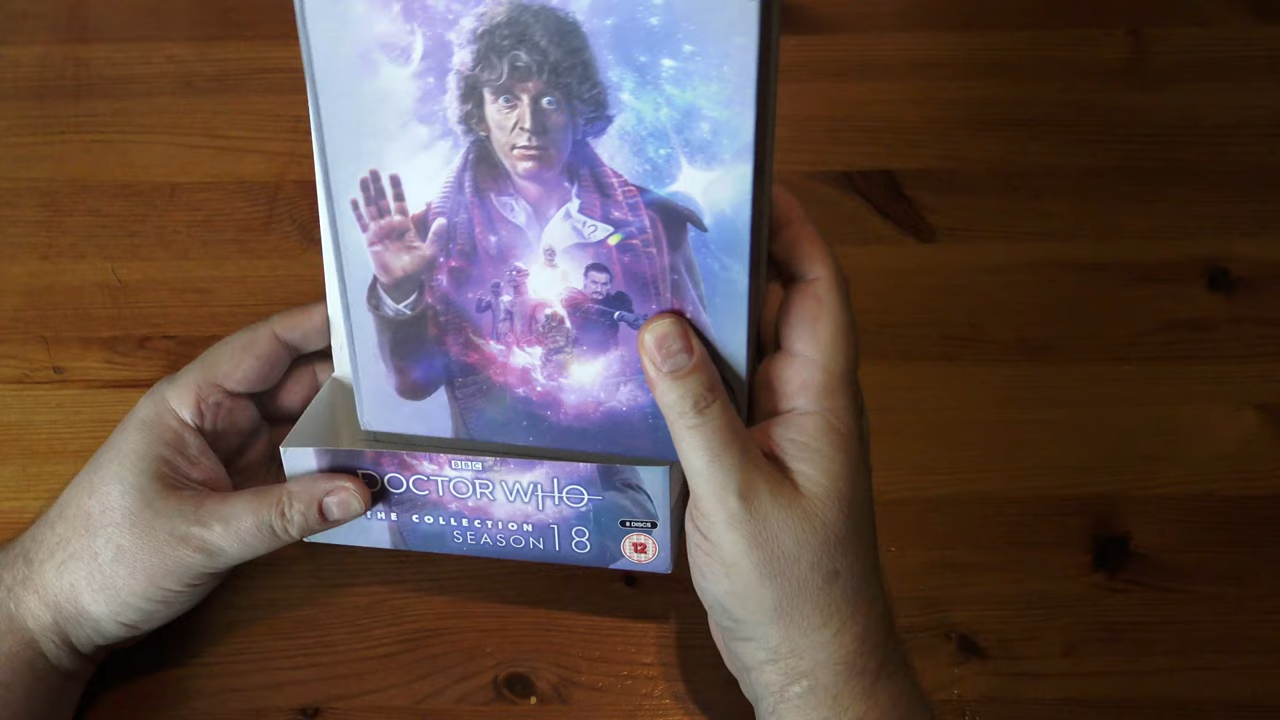 ?
BBC
DOCTOR WHO
THE COLLECTION
SEASON 18
8 DISCS
12